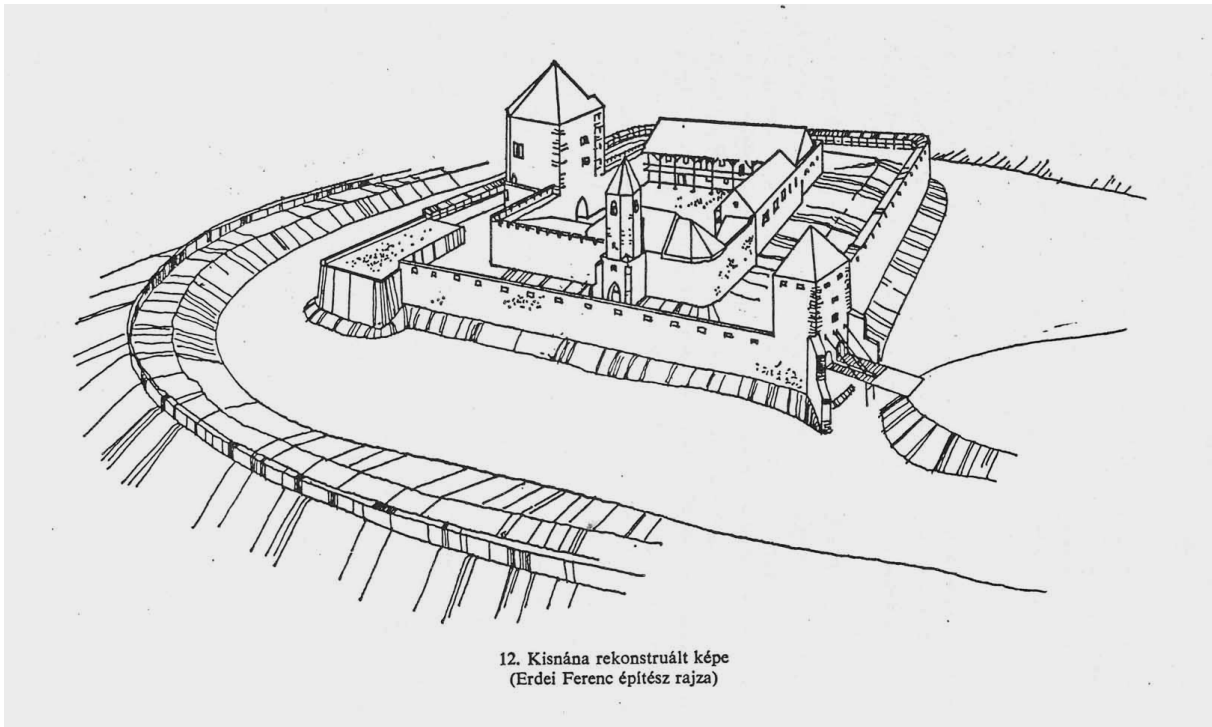 12. Kisnána rekonstruált képe
(Erdei Ferenc építész rajza)